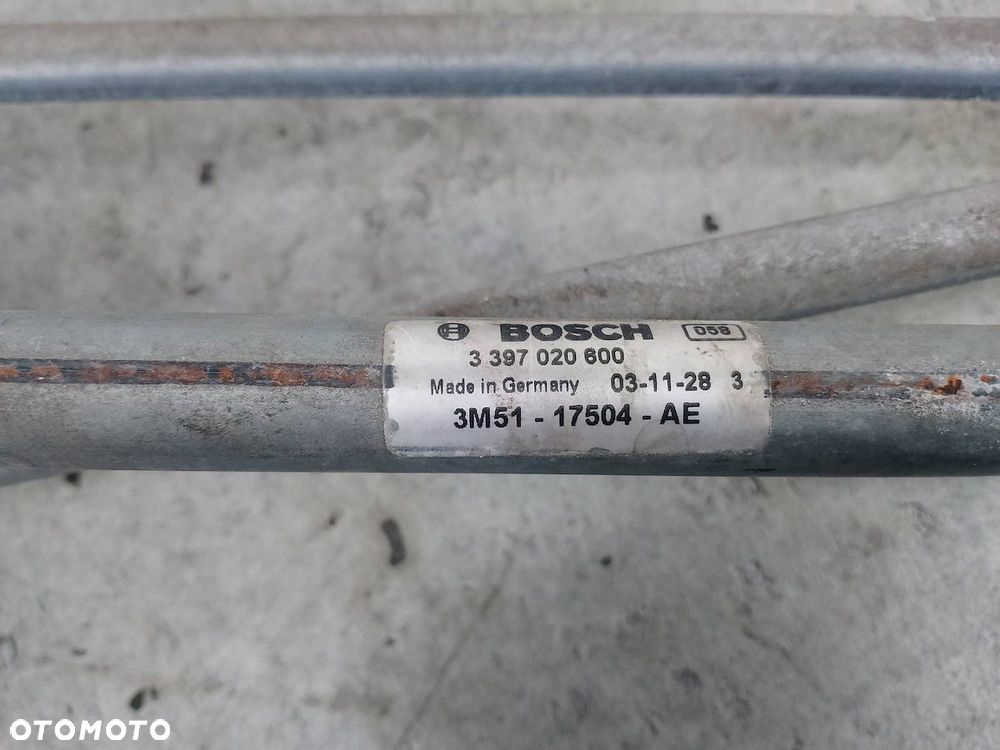 BOSCH 058
3 397 020 600
Made in Germany 03-11-28 3
3M51 - 17504 - AE
OTOMOTO